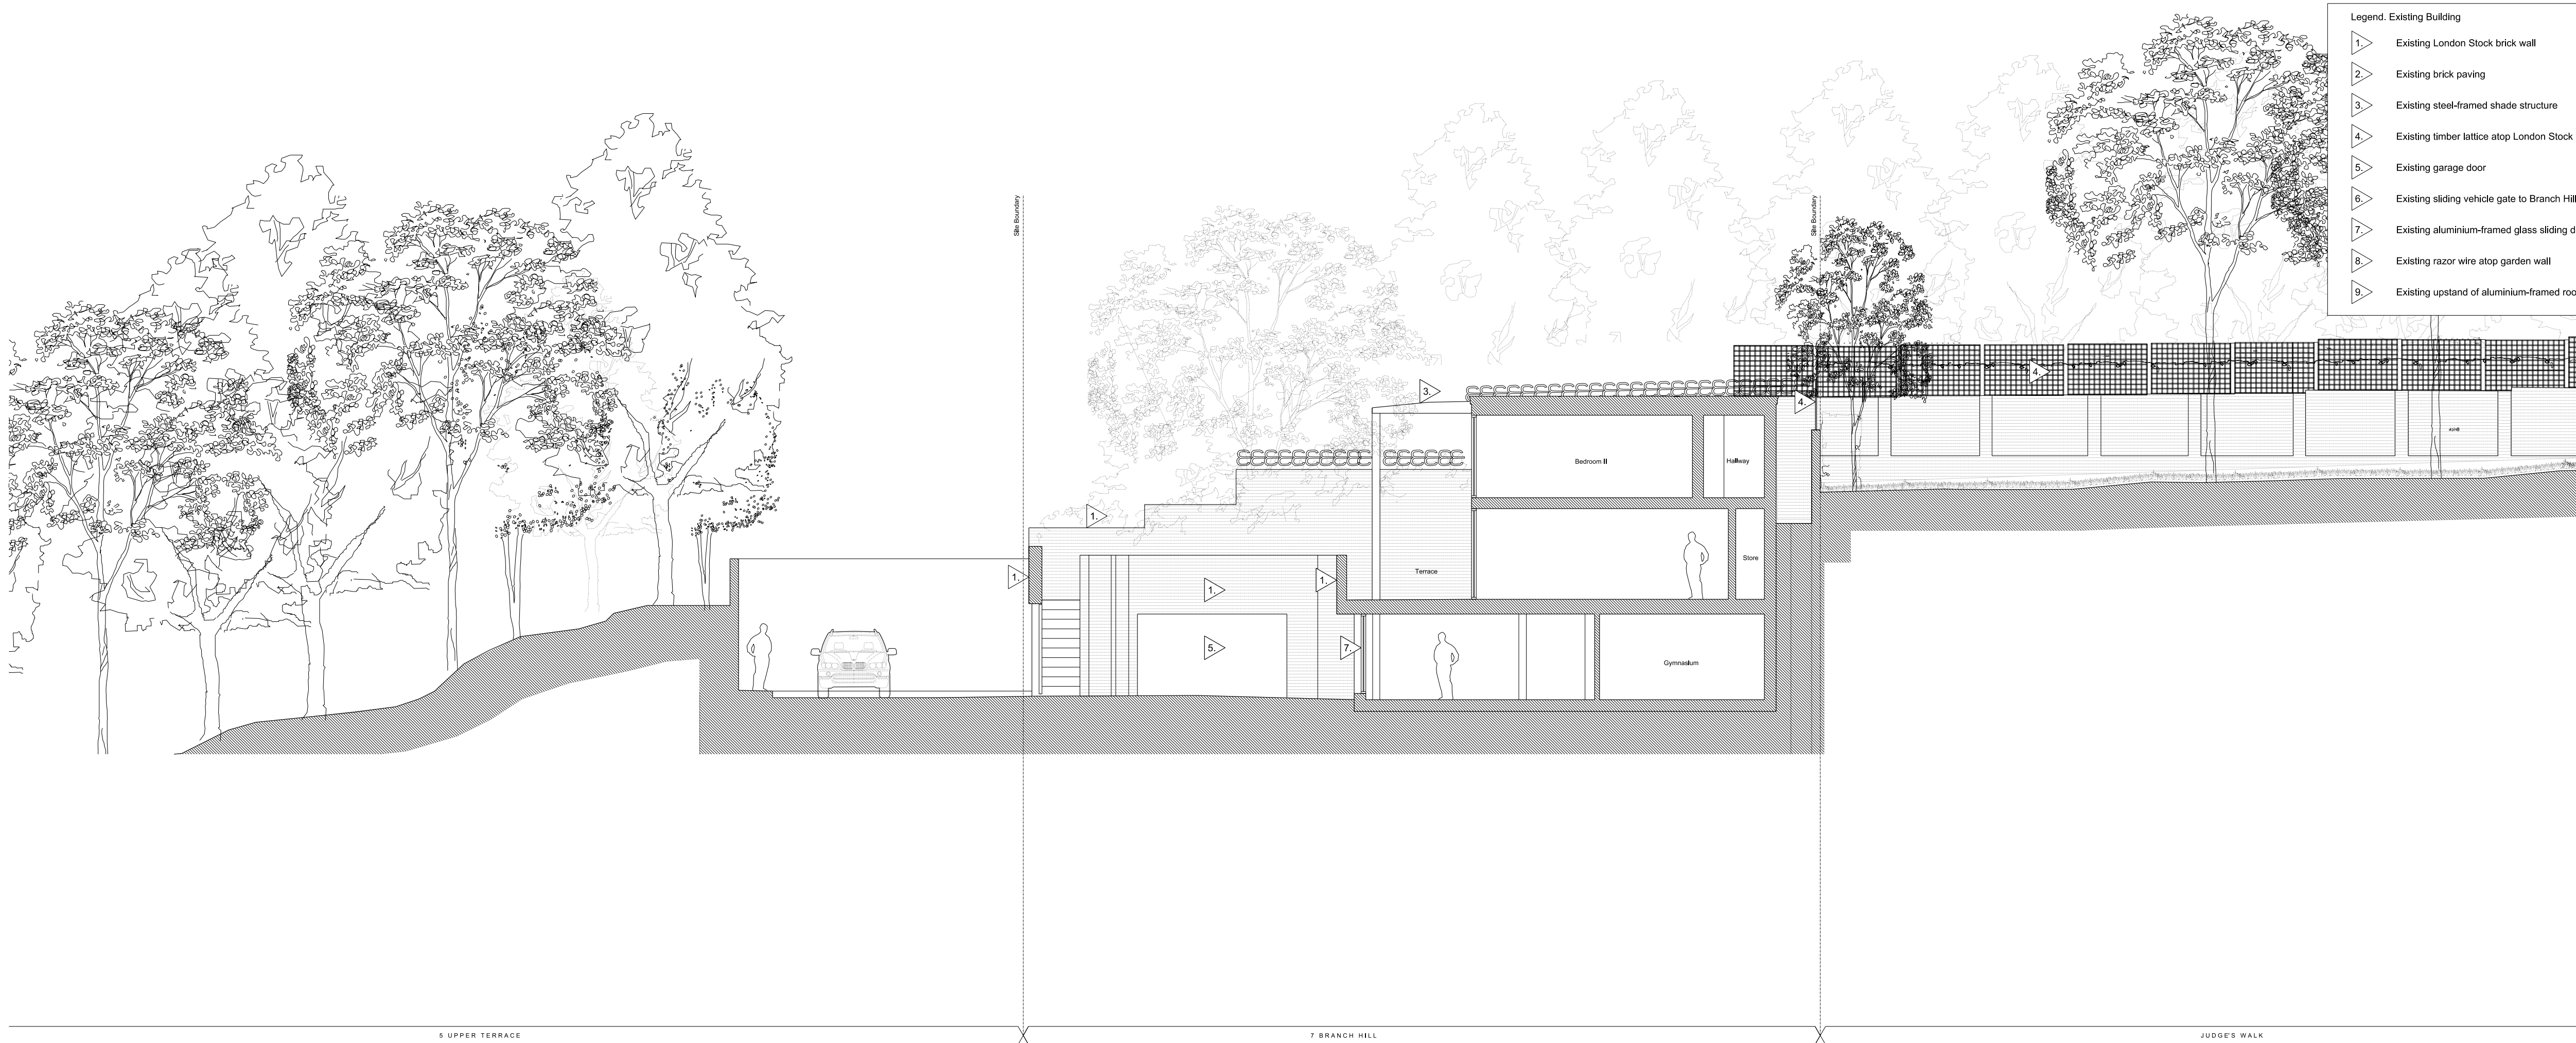 Legend. Existing Building
1. Existing London Stock brick wall
2. Existing brick paving
3. Existing steel-framed shade structure
4. Existing timber lattice atop London Stock
5. Existing garage door
6. Existing sliding vehicle gate to Branch Hill
7. Existing aluminium-framed glass sliding d
8. Existing razor wire atop garden wall
9. Existing upstand of aluminium-framed roo
Site Boundary
Site Boundary
4.
3.
4.
Bedroom II
Hallway
1.
Store
Terrace
1.
1.
1.
5.
7.
Gymnasium
5 UPPER TERRACE
7 BRANCH HILL
JUDGE'S WALK